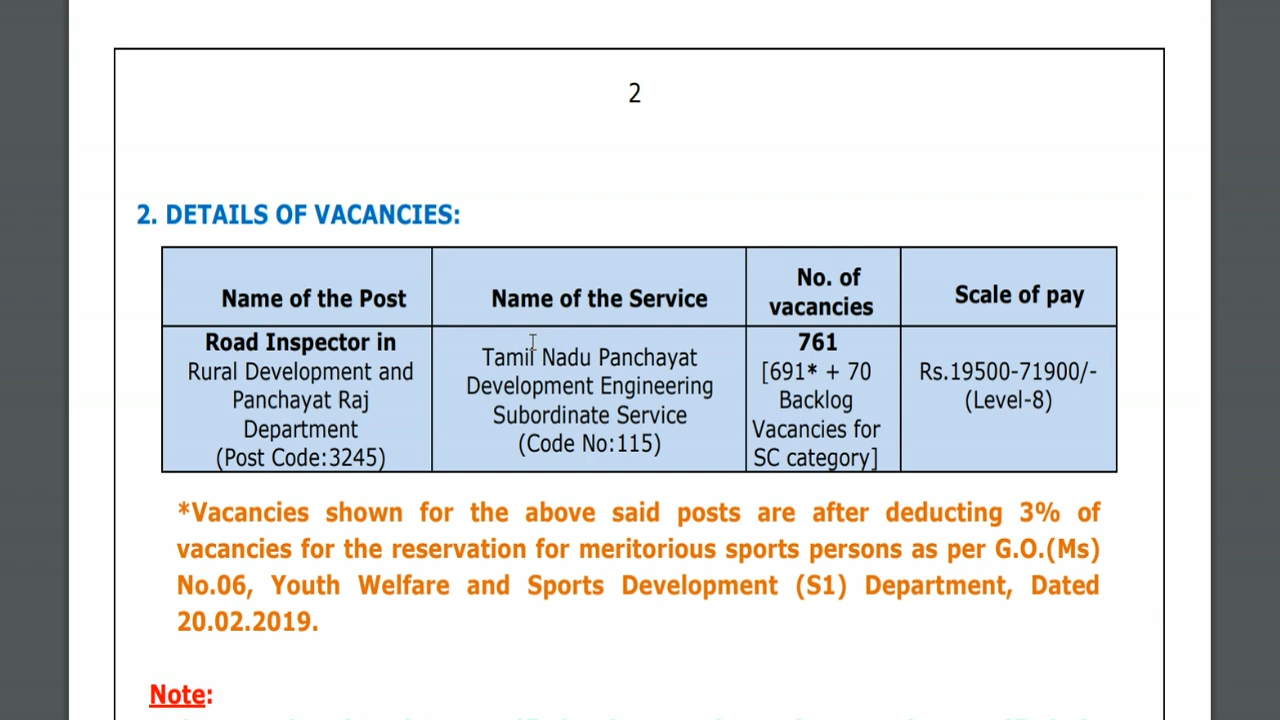 2
2. DETAILS OF VACANCIES:
Name of the Post
Name of the Service
No. of
vacancies
Scale of pay
Road Inspector in
Rural Development and
Panchayat Raj
Department
(Post Code:3245)
Tamil Nadu Panchayat
Development Engineering
Subordinate Service
(Code No:115)
761
[691* + 70
Backlog
Vacancies for
SC category]
Rs.19500-71900/-
(Level-8)
*Vacancies shown for the above said posts are after deducting 3% of
vacancies for the reservation for meritorious sports persons as per G.O.(Ms)
No.06, Youth Welfare and Sports Development (S1) Department, Dated
20.02.2019.
Note: